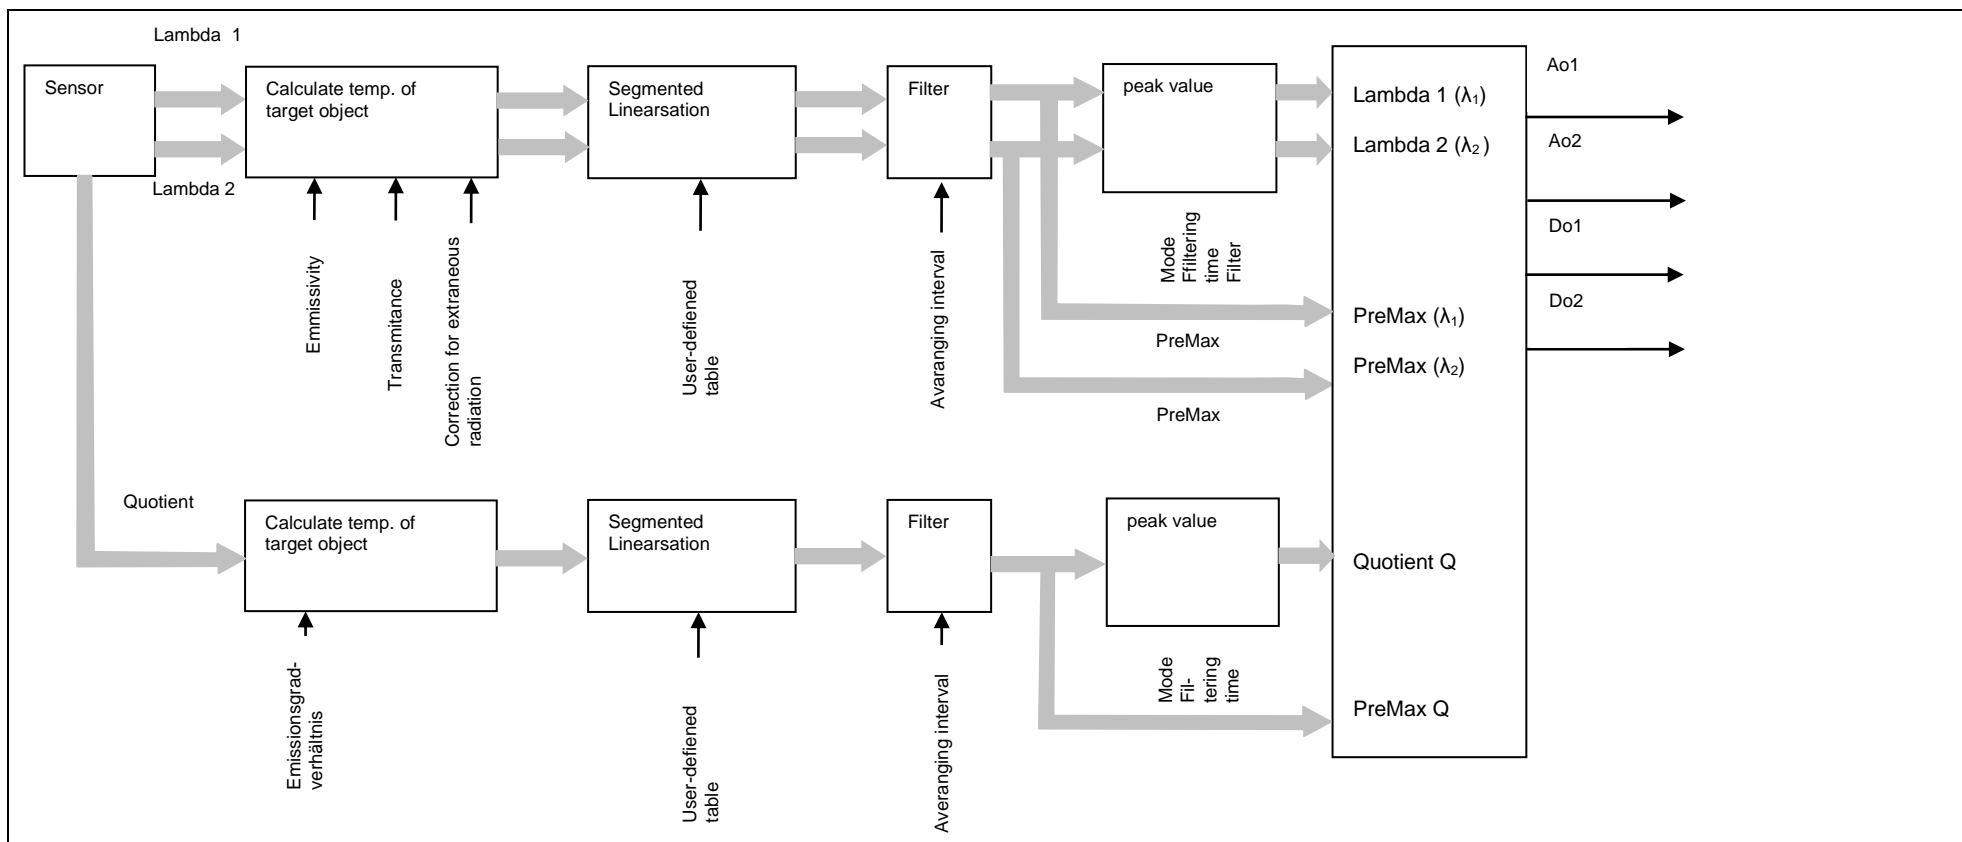 Lambda 1
Sensor
Calculate temp. of
target object
Segmented
Linearsation
Filter
peak value
Lambda 1 (λ₁)
Lambda 2 (λ₂)
Ao1
Ao2
Do1
Do2
Lambda 2
Emmissivity
Transmitance
Correction for extraneous
radiation
User-defiened
table
Avaranging interval
Mode
Ffiltering
time
Filter
PreMax
PreMax
PreMax (λ₁)
PreMax (λ₂)
Quotient
Calculate temp. of
target object
Segmented
Linearsation
Filter
peak value
Quotient Q
PreMax Q
Emissionsgrad-
verhältnis
User-defiened
table
Averanging interval
Mode
Fil-
tering
time